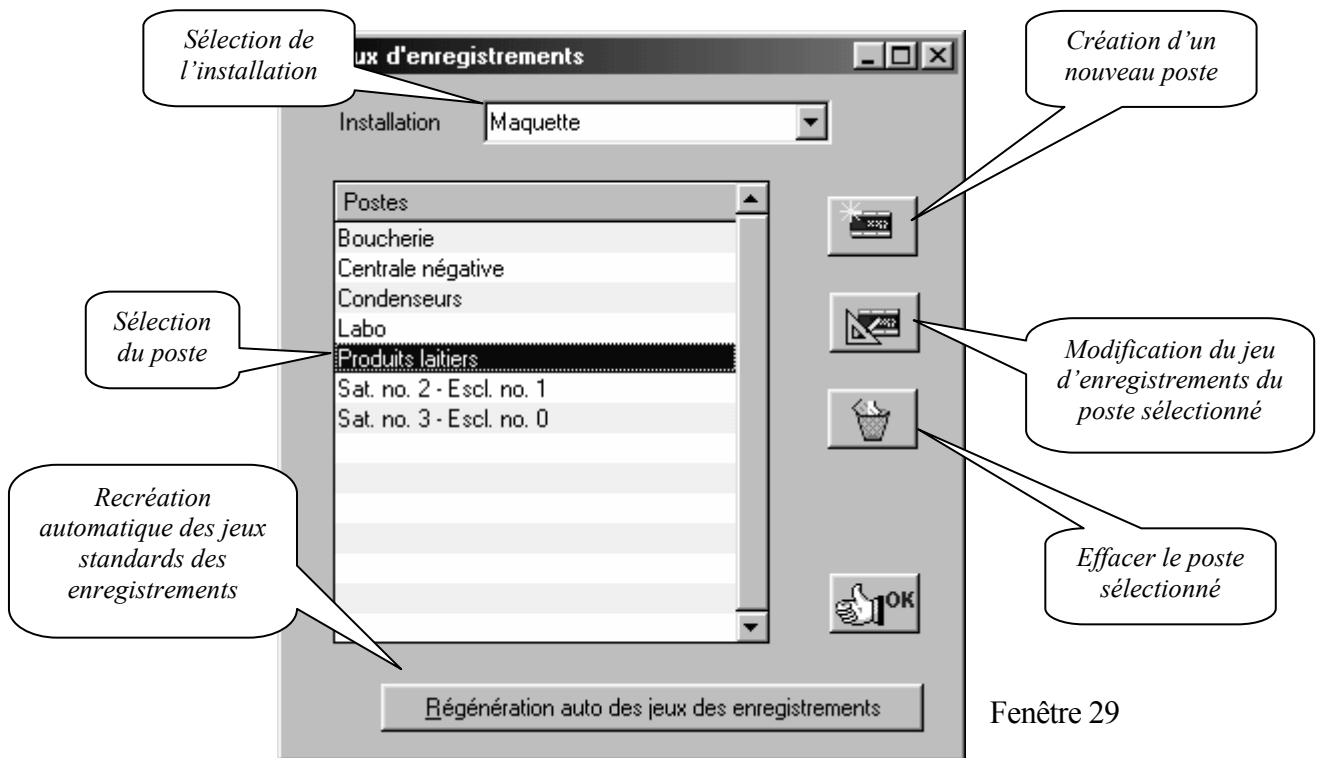 Sélection de
l'installation
ux d'enregistrements
Création d'un
nouveau poste
Installation
Maquette
Postes
Boucherie
Centrale négative
Condenseurs
Labo
Produits laitiers
Sat. no. 2 - Escl. no. 1
Sat. no. 3 - Escl. no. 0
Sélection
du poste
Modification du jeu
d'enregistrements du
poste sélectionné
Recréation
automatique des jeux
standards des
enregistrements
Effacer le poste
sélectionné
OK
Régénération auto des jeux des enregistrements
Fenêtre 29